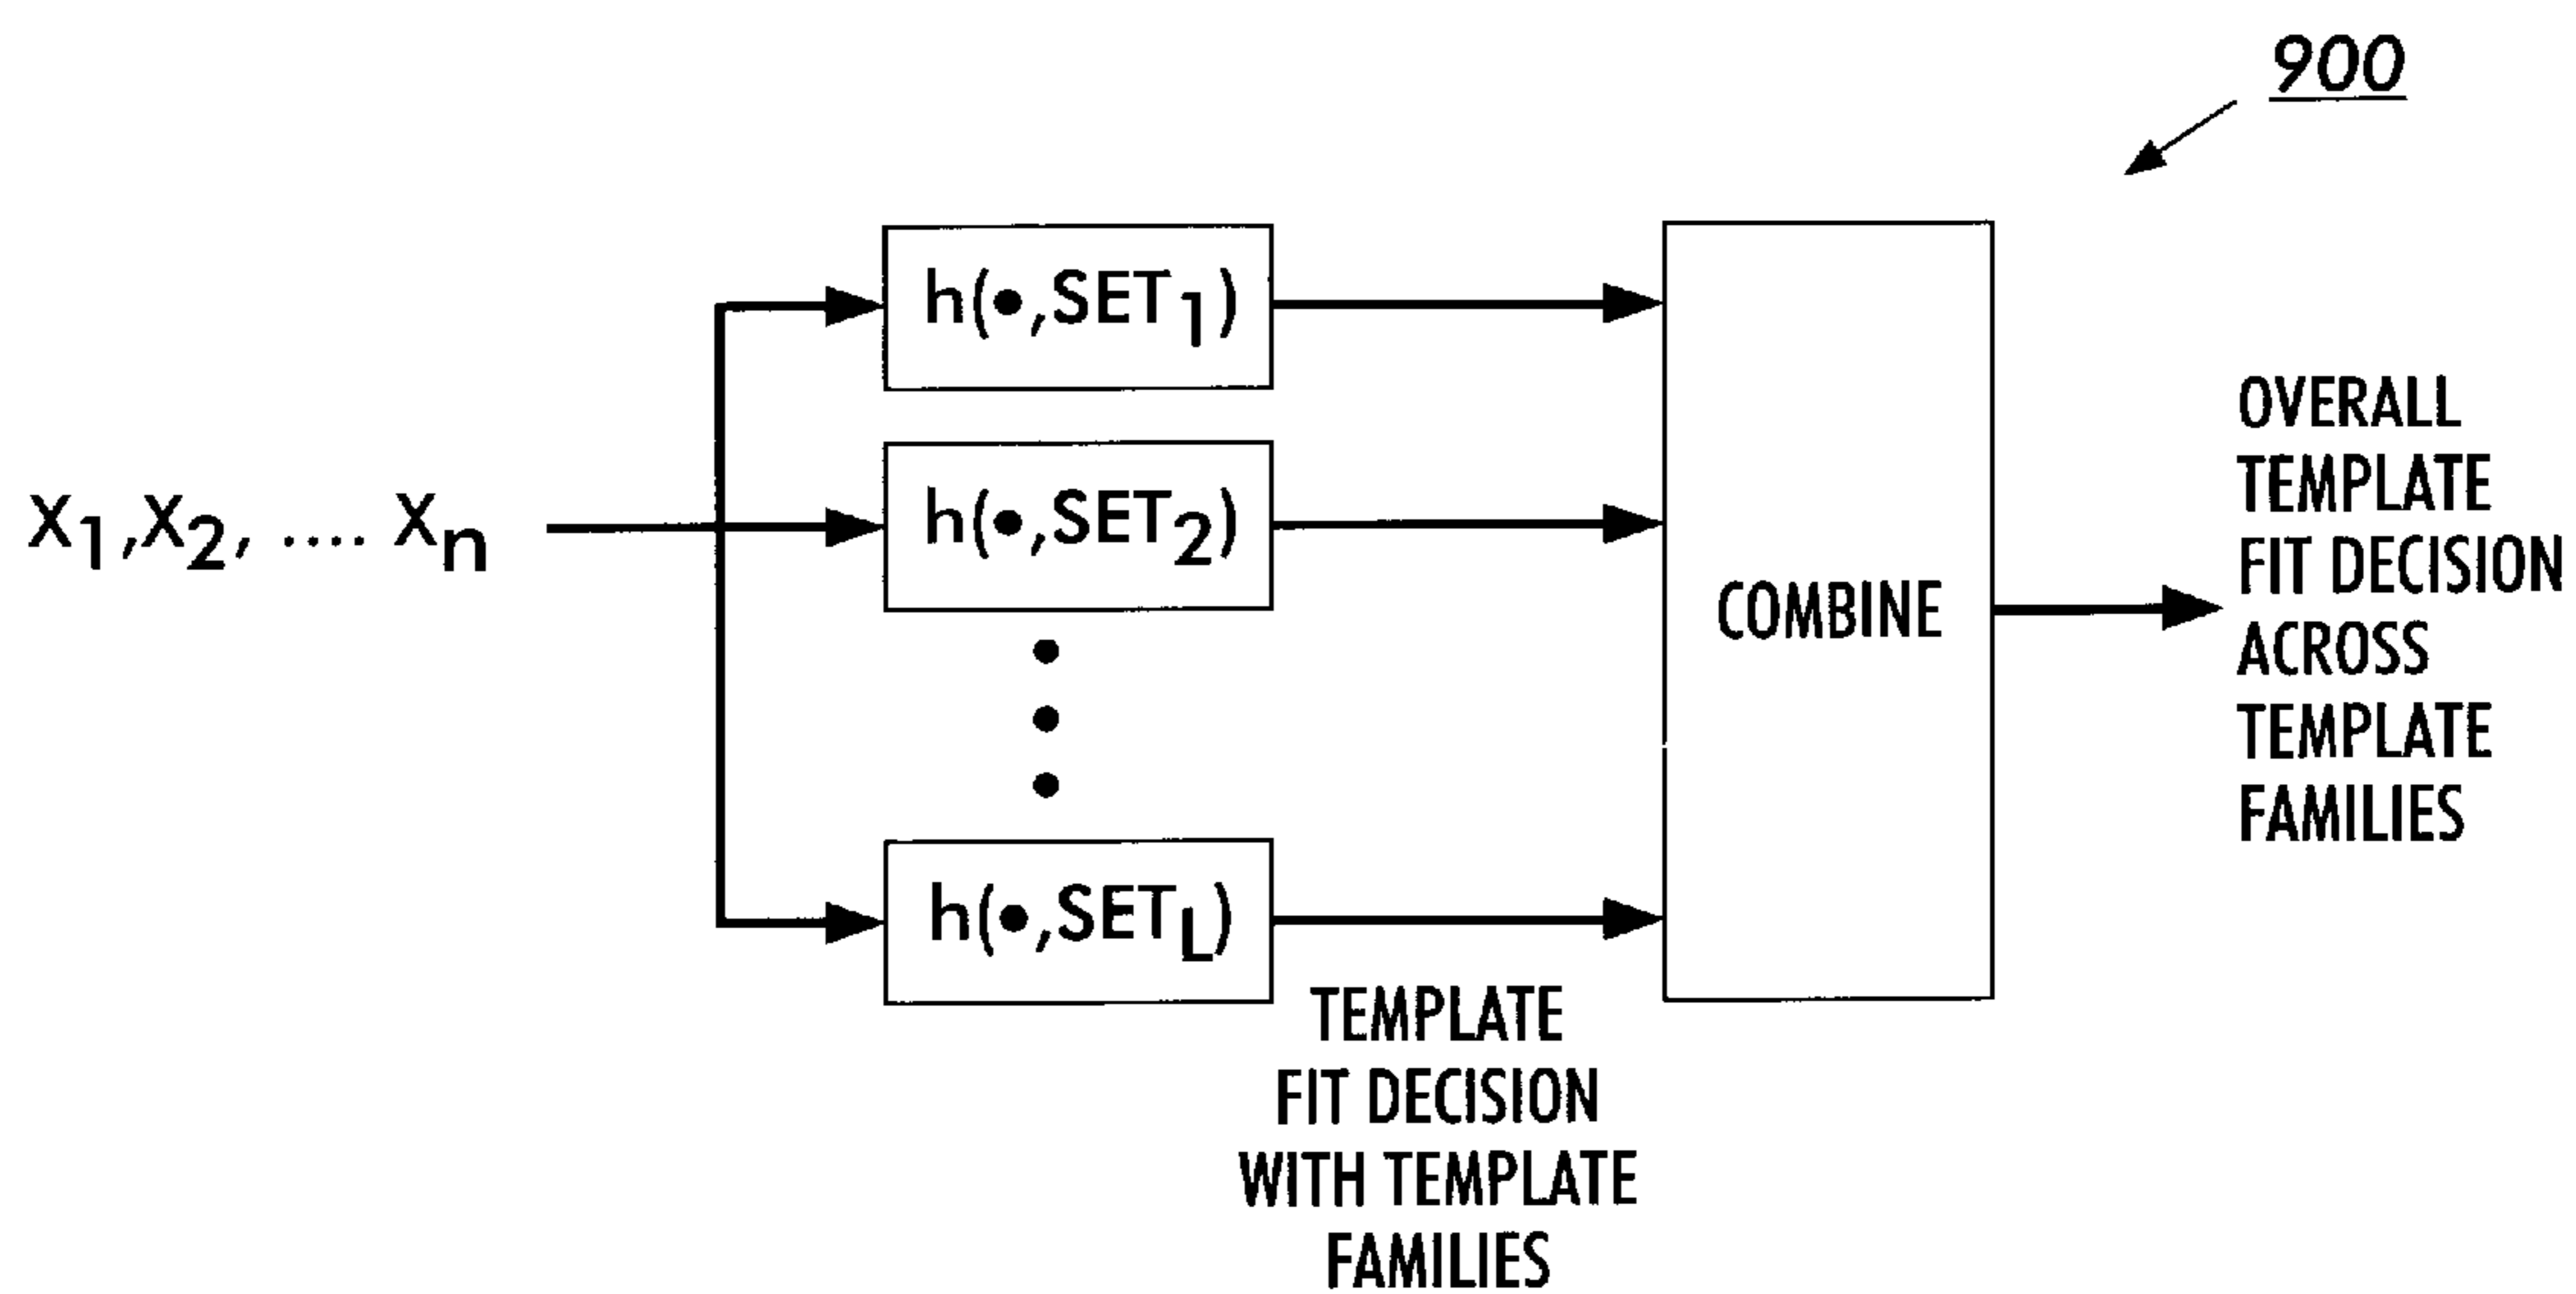 900
h(●,SET1)
h(●,SET2)
X1,X2, .... Xn
COMBINE
h(●,SETL)
TEMPLATE
FIT DECISION
WITH TEMPLATE
FAMILIES
OVERALL
TEMPLATE
FIT DECISION
ACROSS
TEMPLATE
FAMILIES